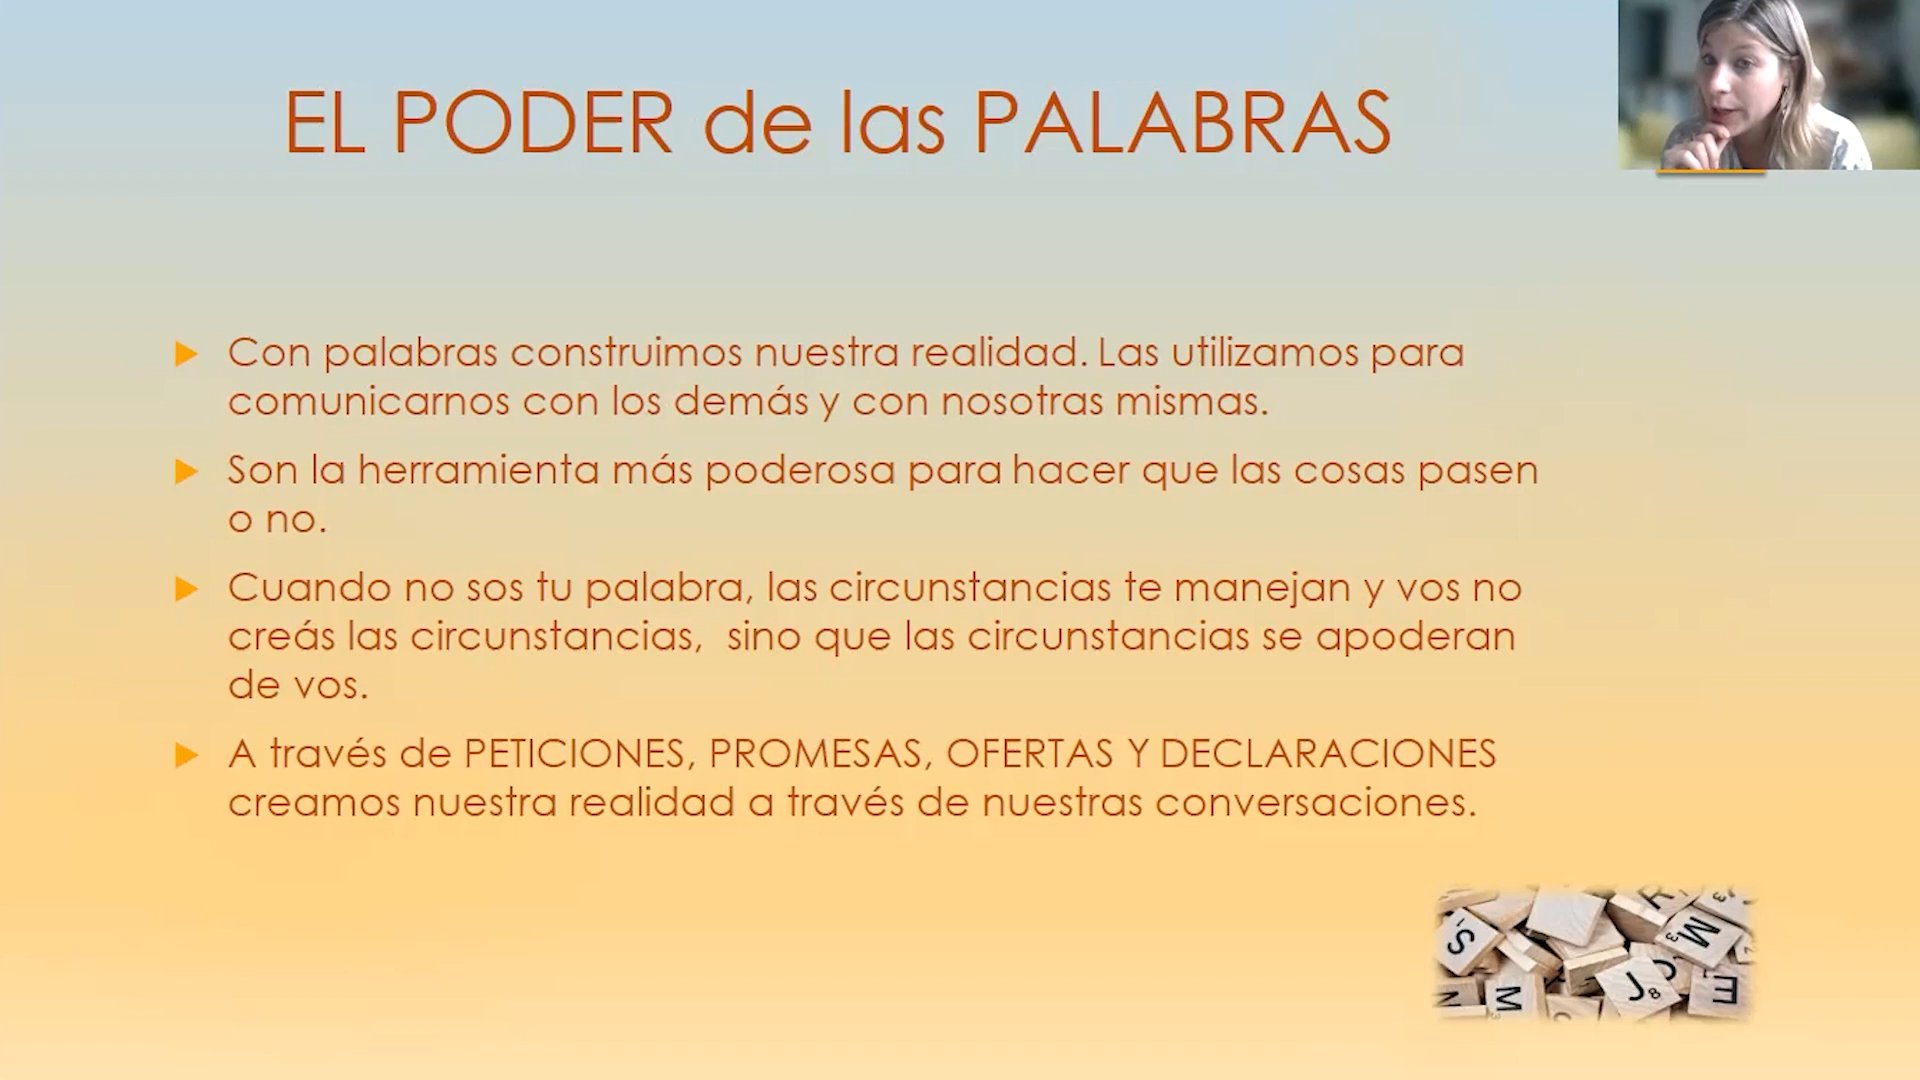 EL PODER de las PALABRAS
Con palabras construimos nuestra realidad. Las utilizamos para
comunicarnos con los demás y con nosotras mismas.
Son la herramienta más poderosa para hacer que las cosas pasen
o no.
Cuando no sos tu palabra, las circunstancias te manejan y vos no
creás las circunstancias, sino que las circunstancias se apoderan
de vos.
A través de PETICIONES, PROMESAS, OFERTAS Y DECLARACIONES
creamos nuestra realidad a través de nuestras conversaciones.
S
M
J
8
E
M